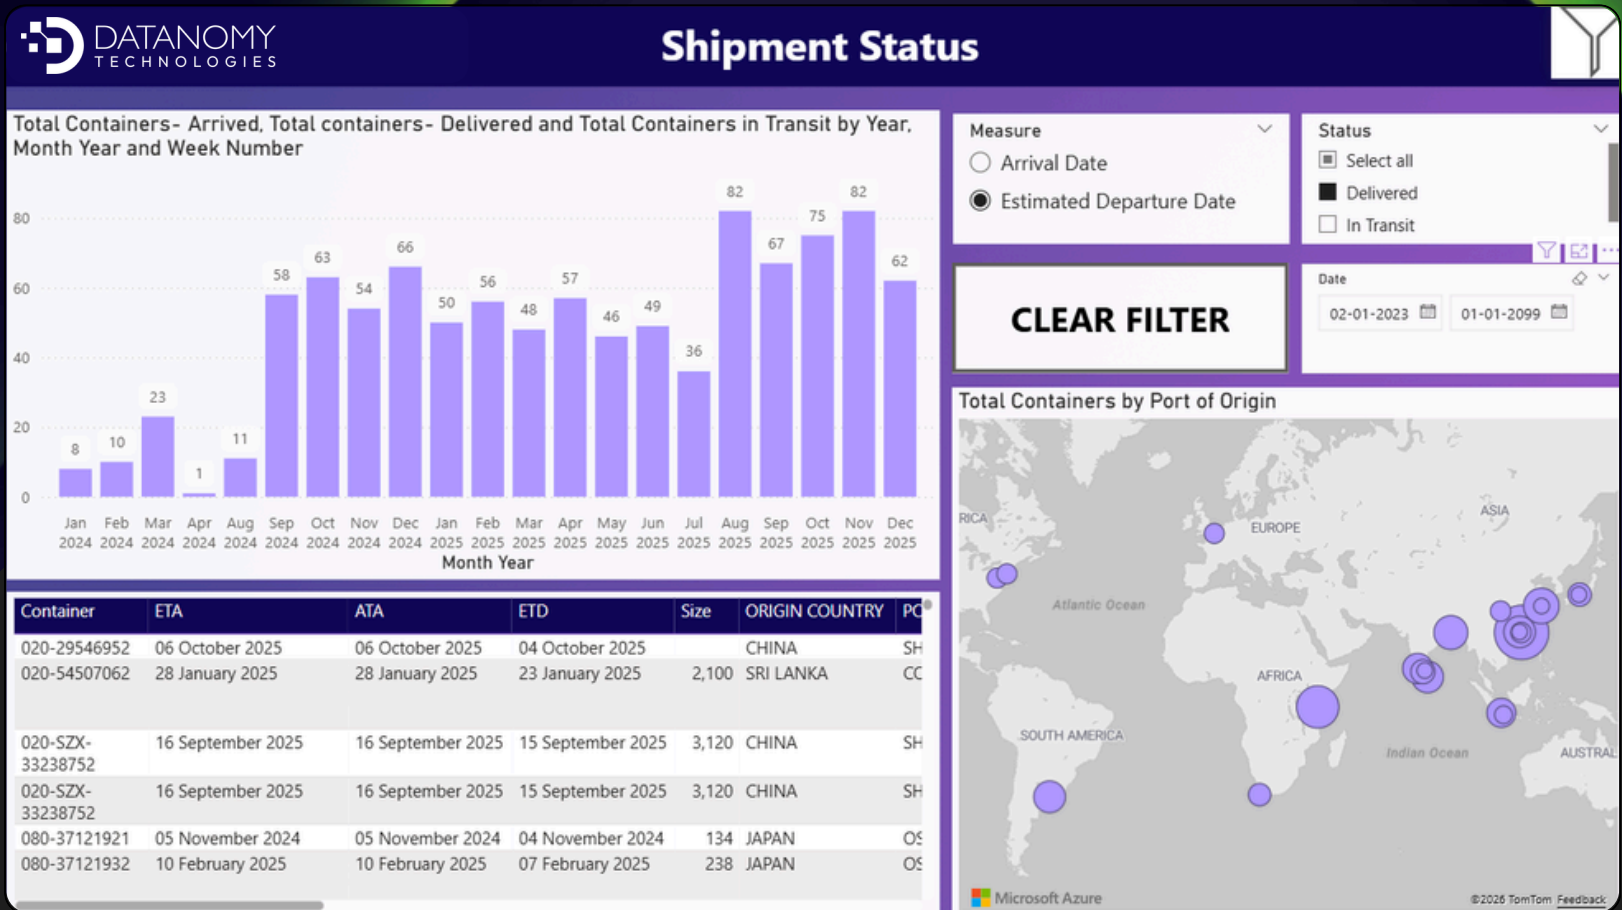 DATANOMY
TECHNOLOGIES
Shipment Status
Total Containers- Arrived, Total containers- Delivered and Total Containers in Transit by Year,
Month Year and Week Number
80
60
40
20
0
8
10
23
1
11
58
63
54
66
50
56
48
57
46
49
36
82
67
75
82
62
Jan 2024
Feb 2024
Mar 2024
Apr 2024
Aug 2024
Sep 2024
Oct 2024
Nov 2024
Dec 2024
Jan 2025
Feb 2025
Mar 2025
Apr 2025
May 2025
Jun 2025
Jul 2025
Aug 2025
Sep 2025
Oct 2025
Nov 2025
Dec 2025
Month Year
Measure
Arrival Date
Estimated Departure Date
Status
Select all
Delivered
In Transit
CLEAR FILTER
Date
02-01-2023 01-01-2099
Container ETA ATA ETD Size ORIGIN COUNTRY PO
020-29546952 06 October 2025 06 October 2025 04 October 2025 CHINA SH
020-54507062 28 January 2025 28 January 2025 23 January 2025 2,100 SRI LANKA CO
020-SZX- 16 September 2025 16 September 2025 15 September 2025 3,120 CHINA SH
33238752
020-SZX- 16 September 2025 16 September 2025 15 September 2025 3,120 CHINA SH
33238752
080-37121921 05 November 2024 05 November 2024 04 November 2024 134 JAPAN OS
080-37121932 10 February 2025 10 February 2025 07 February 2025 238 JAPAN OS
Total Containers by Port of Origin
RICA
EUROPE
ASIA
Atlantic Ocean
AFRICA
SOUTH AMERICA
Indian Ocean
AUSTRAL
Microsoft Azure
©2026 TomTom Feedback